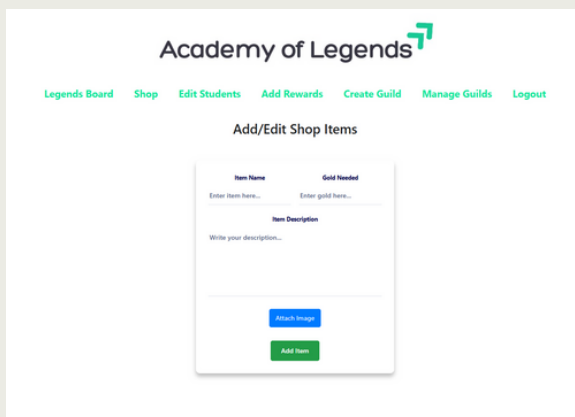 Academy of Legends
Legends Board Shop Edit Students Add Rewards Create Guild Manage Guilds Logout
Add/Edit Shop Items
Item Name Gold Needed
Enter Item here... Enter gold here...
Item Description
Write your description...
Attach Image
Add Item